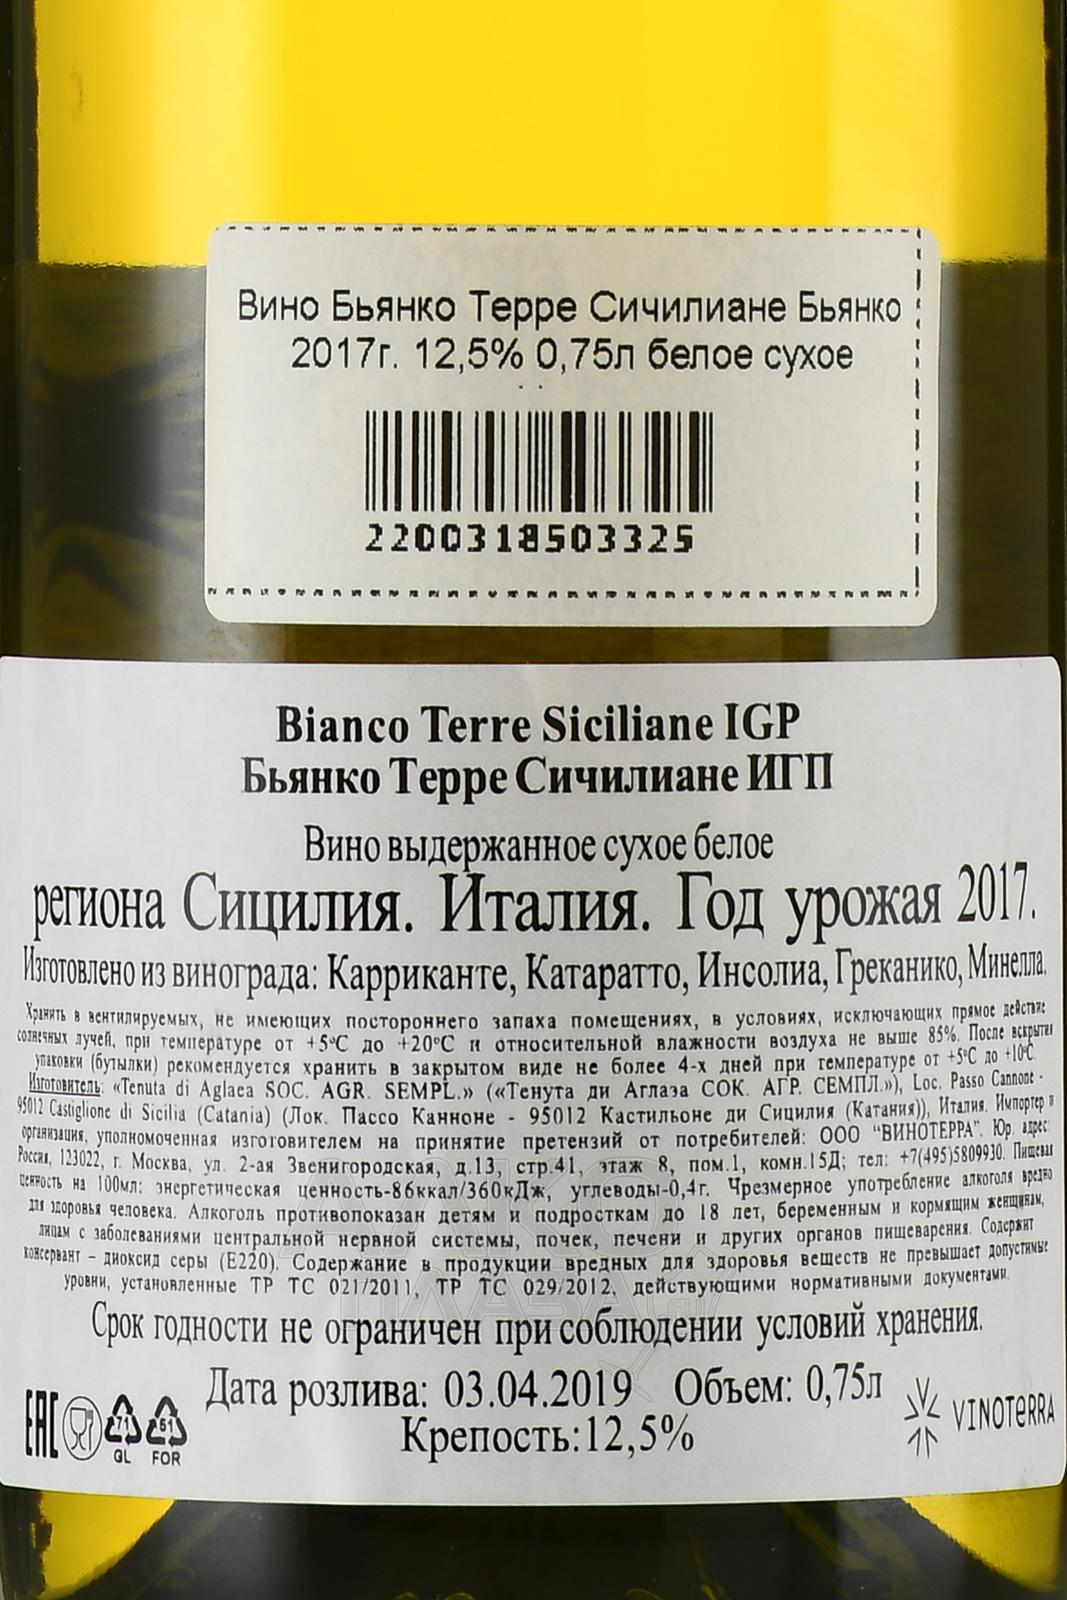 Вино Бьянко Терре Сичилиане Бьянко
2017г. 12,5% 0,75л белое сухое
2200318503325
Bianco Terre Siciliane IGP
Бьянко Терре Сичилиане ИГП
Вино выдержанное сухое белое
региона Сицилия. Италия. Год урожая 2017.
Изготовлено из винограда: Карриканте, Катаратто, Инсолиа, Греканико, Минелла.
Хранить в вентилируемых, не имеющих постороннего запаха помещениях, в условиях, исключающих прямое действие
солнечных лучей, при температуре от +5°C до +20°C и относительной влажности воздуха не выше 85%. После вскрытия
упаковки (бутылки) рекомендуется хранить в закрытом виде не более 4-х дней при температуре от +5°C до +10°C.
Изготовитель: «Tenuta di Aglaea SOC. AGR. SEMPL.» («Тенута ди Аглаза СОК. АГР. СЕМПЛ.»), Loc. Passo Cannone -
95012 Castiglione di Sicilia (Catania) (Лок. Пассо Канноне - 95012 Кастильоне ди Сицилия (Катания)), Италия. Импортер и
организация, уполномоченная изготовителем на принятие претензий от потребителей: ООО "ВИНОТЕРРА". Юр. адрес:
Россия, 123022, г. Москва, ул. 2-ая Звенигородская, д.13, стр.41, этаж 8, пом.1, комн.15Д; тел: +7(495)5809930. Пищевая
ценность на 100мл: энергетическая ценность-86ккал/360кДж, углеводы-0,4г. Чрезмерное употребление алкоголя вредно
для здоровья человека. Алкоголь противопоказан детям и подросткам до 18 лет, беременным и кормящим женщинам,
лицам с заболеваниями центральной нервной системы, почек, печени и других органов пищеварения. Содержит
консервант – диоксид серы (E220). Содержание в продукции вредных для здоровья веществ не превышает допустимые
уровни, установленные ТР ТС 021/2011, ТР ТС 029/2012, действующими нормативными документами.
Срок годности не ограничен при соблюдении условий хранения.
Дата розлива: 03.04.2019 Объем: 0,75л
Крепость:12,5%
EAC
71
GL
51
FOR
VINOTERRA